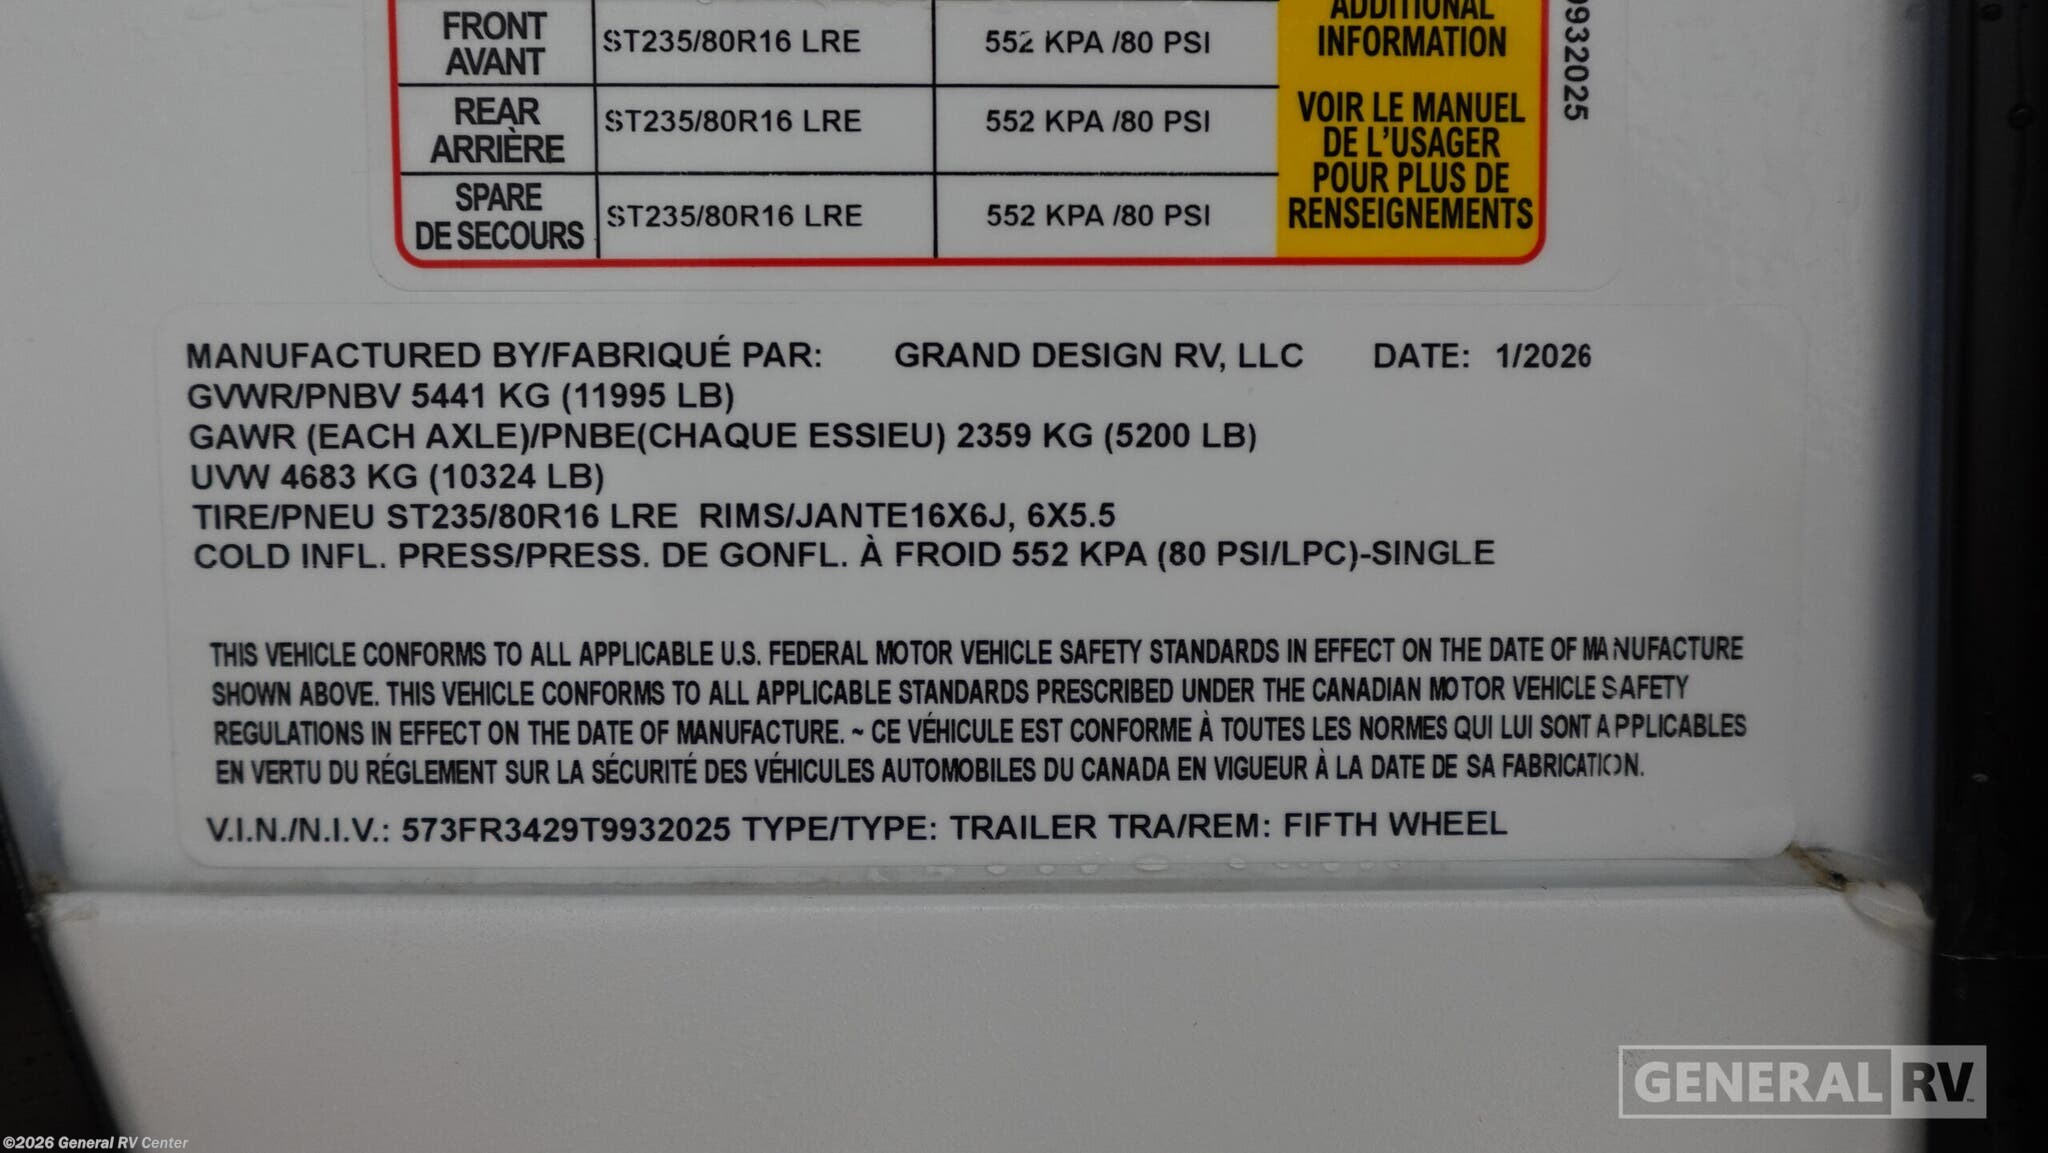 FRONT
AVANT
ST235/80R16 LRE
552 KPA /80 PSI
ADDITIONAL
INFORMATION
REAR
ARRIÈRE
ST235/80R16 LRE
552 KPA /80 PSI
VOIR LE MANUEL
DE L'USAGER
POUR PLUS DE
RENSEIGNEMENTS
SPARE
DE SECOURS
ST235/80R16 LRE
552 KPA /80 PSI
9932025
MANUFACTURED BY/FABRIQUÉ PAR: GRAND DESIGN RV, LLC DATE: 1/2026
GVWR/PNBV 5441 KG (11995 LB)
GAWR (EACH AXLE)/PNBE(CHAQUE ESSIEU) 2359 KG (5200 LB)
UVW 4683 KG (10324 LB)
TIRE/PNEU ST235/80R16 LRE RIMS/JANTE16X6J, 6X5.5
COLD INFL. PRESS/PRESS. DE GONFL. À FROID 552 KPA (80 PSI/LPC)-SINGLE
THIS VEHICLE CONFORMS TO ALL APPLICABLE U.S. FEDERAL MOTOR VEHICLE SAFETY STANDARDS IN EFFECT ON THE DATE OF MANUFACTURE
SHOWN ABOVE. THIS VEHICLE CONFORMS TO ALL APPLICABLE STANDARDS PRESCRIBED UNDER THE CANADIAN MOTOR VEHICLE SAFETY
REGULATIONS IN EFFECT ON THE DATE OF MANUFACTURE. ~ CE VÉHICULE EST CONFORME À TOUTES LES NORMES QUI LUI SONT APPLICABLES
EN VERTU DU RÉGLEMENT SUR LA SÉCURITÉ DES VÉHICULES AUTOMOBILES DU CANADA EN VIGUEUR À LA DATE DE SA FABRICATION.
V.I.N./N.I.V.: 573FR3429T9932025 TYPE/TYPE: TRAILER TRA/REM: FIFTH WHEEL
GENERAL RV
©2026 General RV Center